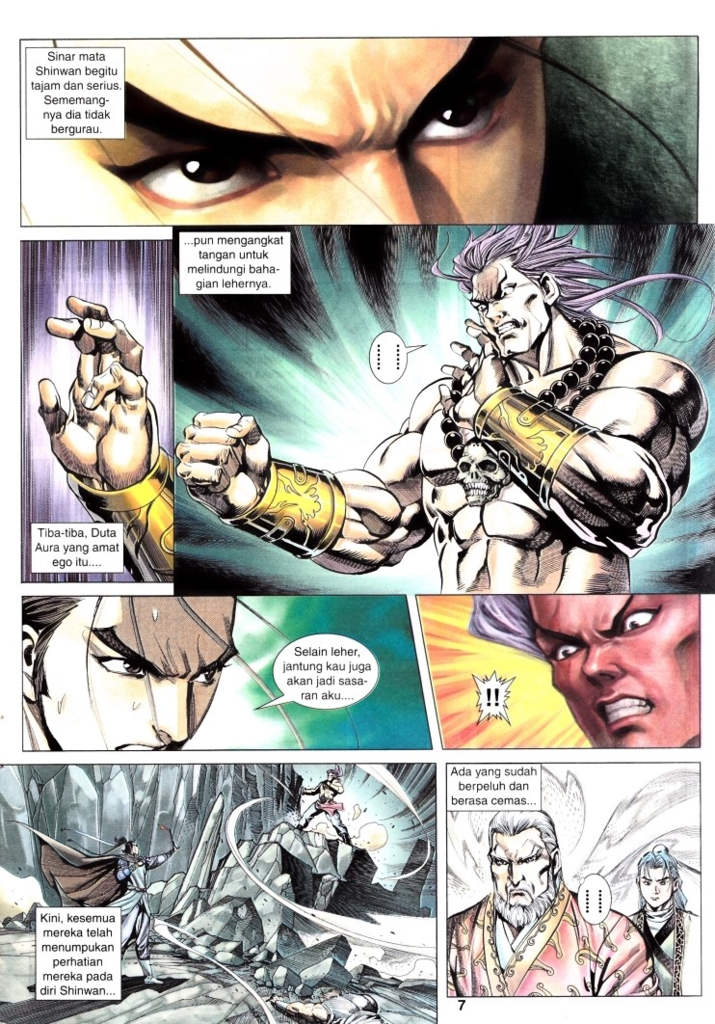 Sinar mata
Shinwan begitu
tajam dan serius.
Sememang-
nya dia tidak
bergurau.
...pun mengangkat
tangan untuk
melindungi baha-
gian lehernya.
Tiba-tiba, Duta
Aura yang amat
ego itu....
Selain leher,
jantung kau juga
akan jadi sasa-
ran aku....
!!
Ada yang sudah
berpeluh dan
berasa cemas...
Kini, kesemua
mereka telah
menumpukan
perhatian
mereka pada
diri Shinwan...
7